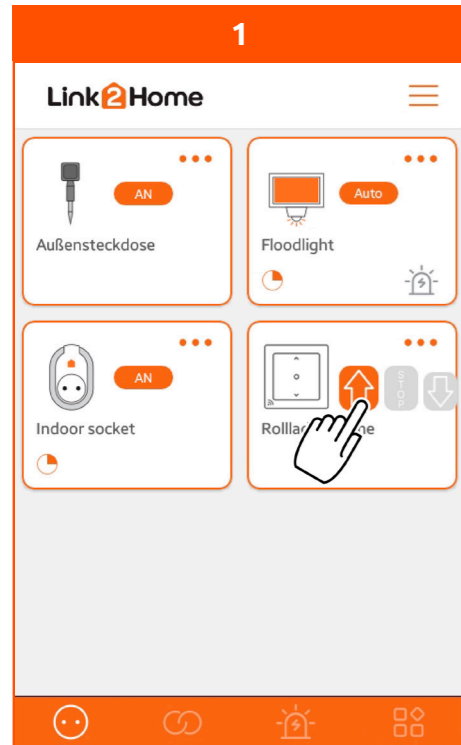 1
Link2Home
AN
Außensteckdose
Auto
Floodlight
AN
Indoor socket
STOP